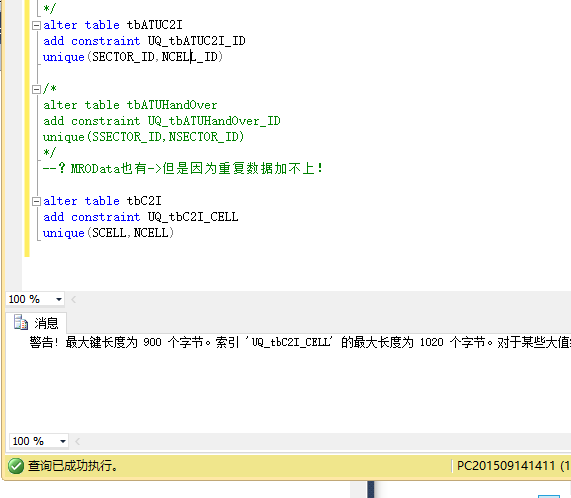 */
alter table tbATUC2I
add constraint UQ_tbATUC2I_ID
unique(SECTOR_ID,NCELL_ID)
/*
alter table tbATUHandOver
add constraint UQ_tbATUHandOver_ID
unique(SSECTOR_ID,NSECTOR_ID)
*/
--? MROData也有->但是因为重复数据加不上!
alter table tbC2I
add constraint UQ_tbC2I_CELL
unique(SCELL,NCELL)
100 %
消息
警告! 最大键长度为 900 个字节。索引 'UQ_tbC2I_CELL' 的最大长度为 1020 个字节。对于某些大值
100 %
查询已成功执行。
PC201509141411 (1